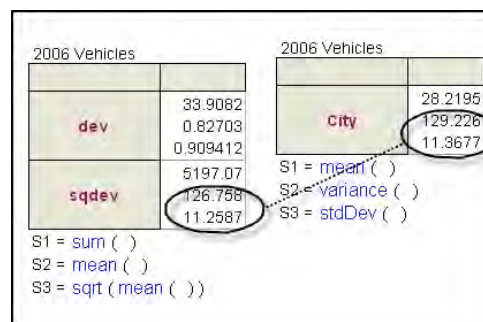 2006 Vehicles
dev
33.9082
0.82703
0.909412
sqdev
5197.07
126.758
11.2587
S1 = sum ( )
S2 = mean ( )
S3 = sqrt ( mean ( ))
2006 Vehicles
City
28.2195
129.226
11.3677
S1 = mean ( )
S2 = variance ( )
S3 = stdDev ( )